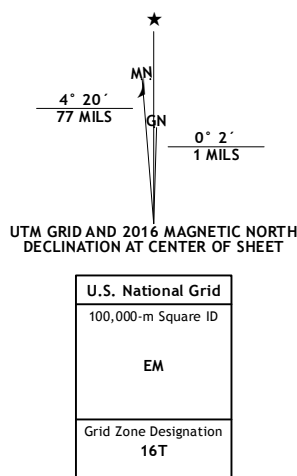 MN
4° 20´
77 MILS
GN
0° 2´
1 MILS
UTM GRID AND 2016 MAGNETIC NORTH
DECLINATION AT CENTER OF SHEET
U.S. National Grid
100,000-m Square ID
EM
Grid Zone Designation
16T